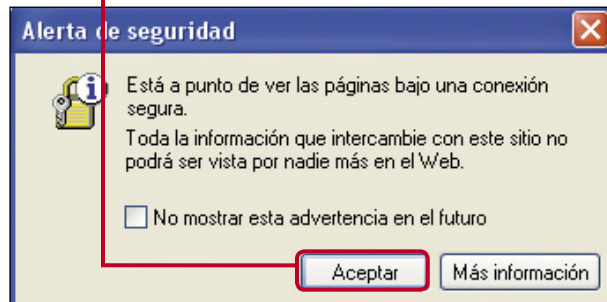 Alerta de seguridad
Está a punto de ver las páginas bajo una conexión
segura.
Toda la información que intercambie con este sitio no
podrá ser vista por nadie más en el Web.
No mostrar esta advertencia en el futuro
Aceptar
Más información